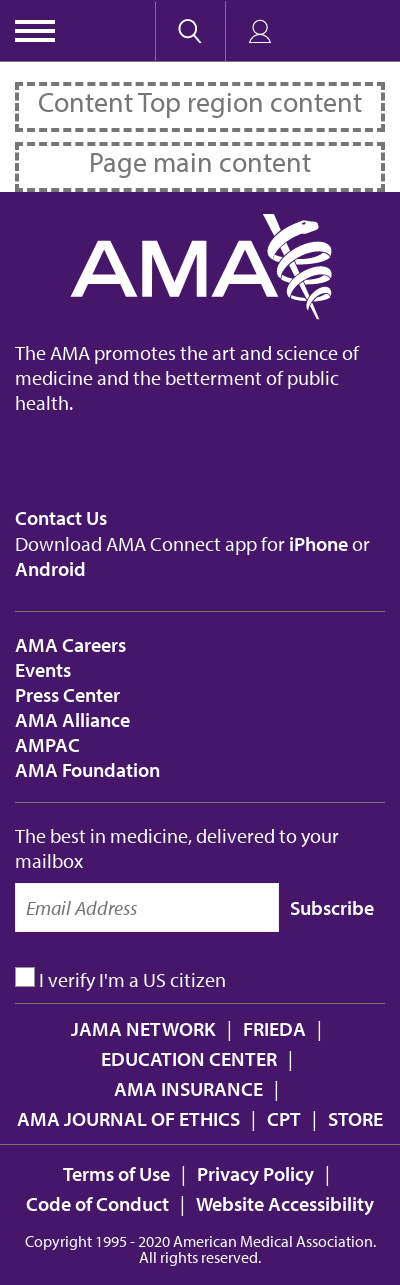 Content Top region content
Page main content
AMA
The AMA promotes the art and science of
medicine and the betterment of public
health.
Contact Us
Download AMA Connect app for iPhone or
Android
AMA Careers
Events
Press Center
AMA Alliance
AMPAC
AMA Foundation
The best in medicine, delivered to your
mailbox
Email Address Subscribe
I verify I'm a US citizen
JAMA NETWORK | FRIEDA |
EDUCATION CENTER |
AMA INSURANCE |
AMA JOURNAL OF ETHICS | CPT | STORE
Terms of Use | Privacy Policy |
Code of Conduct | Website Accessibility
Copyright 1995 - 2020 American Medical Association.
All rights reserved.